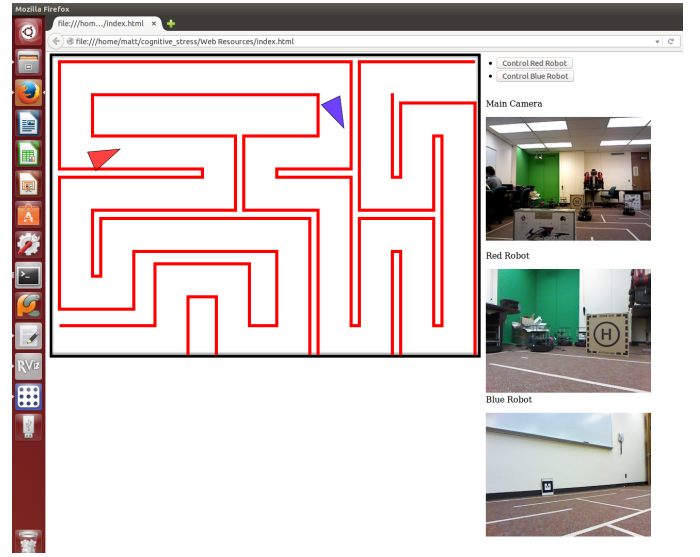 Mozilla Firefox
file:///hom.../index.html ×
file:///home/matt/cognitive_stress/Web Resources/index.html
Control Red Robot
Control Blue Robot
Main Camera
Red Robot
H
Blue Robot
RViz